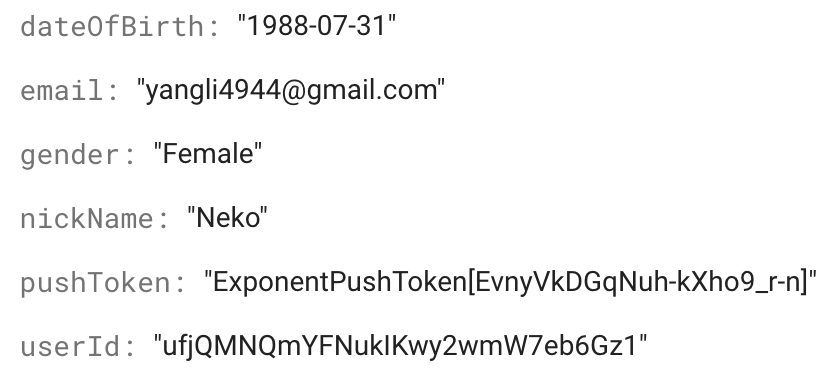 dateOfBirth: "1988-07-31"
email: "yangli4944@gmail.com"
gender: "Female"
nickName: "Neko"
pushToken: "ExponentPushToken[EvnyVkDGqNuh-kXho9_r-n]"
userId: "ufjQMNQmYFNukIKwy2wmW7eb6Gz1"